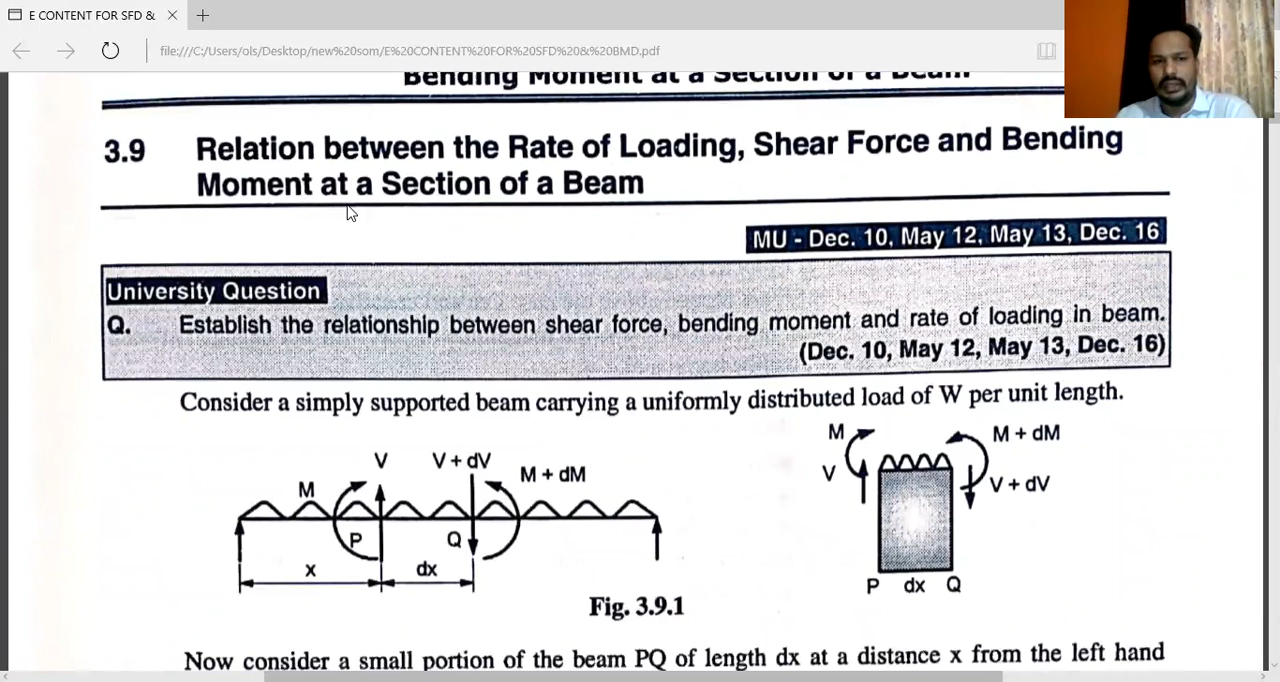 E CONTENT FOR SFD &
file:///C:/Users/ols/Desktop/new%20som/E%20CONTENT%20FOR%20SFD%20&%20BMD.pdf
Bending Moment at a Section of a Beam
3.9 Relation between the Rate of Loading, Shear Force and Bending
Moment at a Section of a Beam
MU - Dec. 10, May 12, May 13, Dec. 16
University Question
Q. Establish the relationship between shear force, bending moment and rate of loading in beam.
(Dec. 10, May 12, May 13, Dec. 16)
Consider a simply supported beam carrying a uniformly distributed load of W per unit length.
M M + dM
V V + dV
V V + dV M + dM
M
P Q
x dx
P dx Q
Fig. 3.9.1
Now consider a small portion of the beam PQ of length dx at a distance x from the left hand